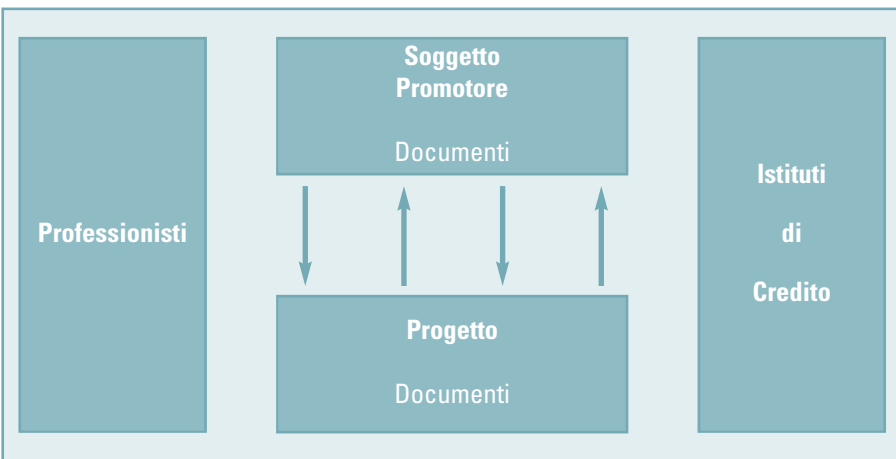 Professionisti
Soggetto
Promotore
Documenti
Progetto
Documenti
Istituti
di
Credito